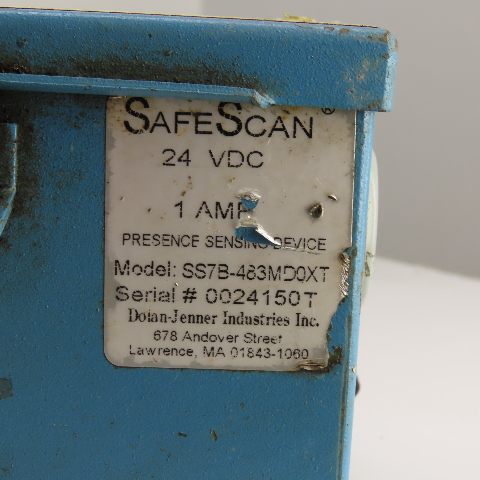 SAFESCAN®
24 VDC
1 AMP
PRESENCE SENSING DEVICE
Model: SS7B-483MD0XT
Serial # 0024150T
Dolan-Jenner Industries Inc.
678 Andover Street
Lawrence, MA 01843-1060